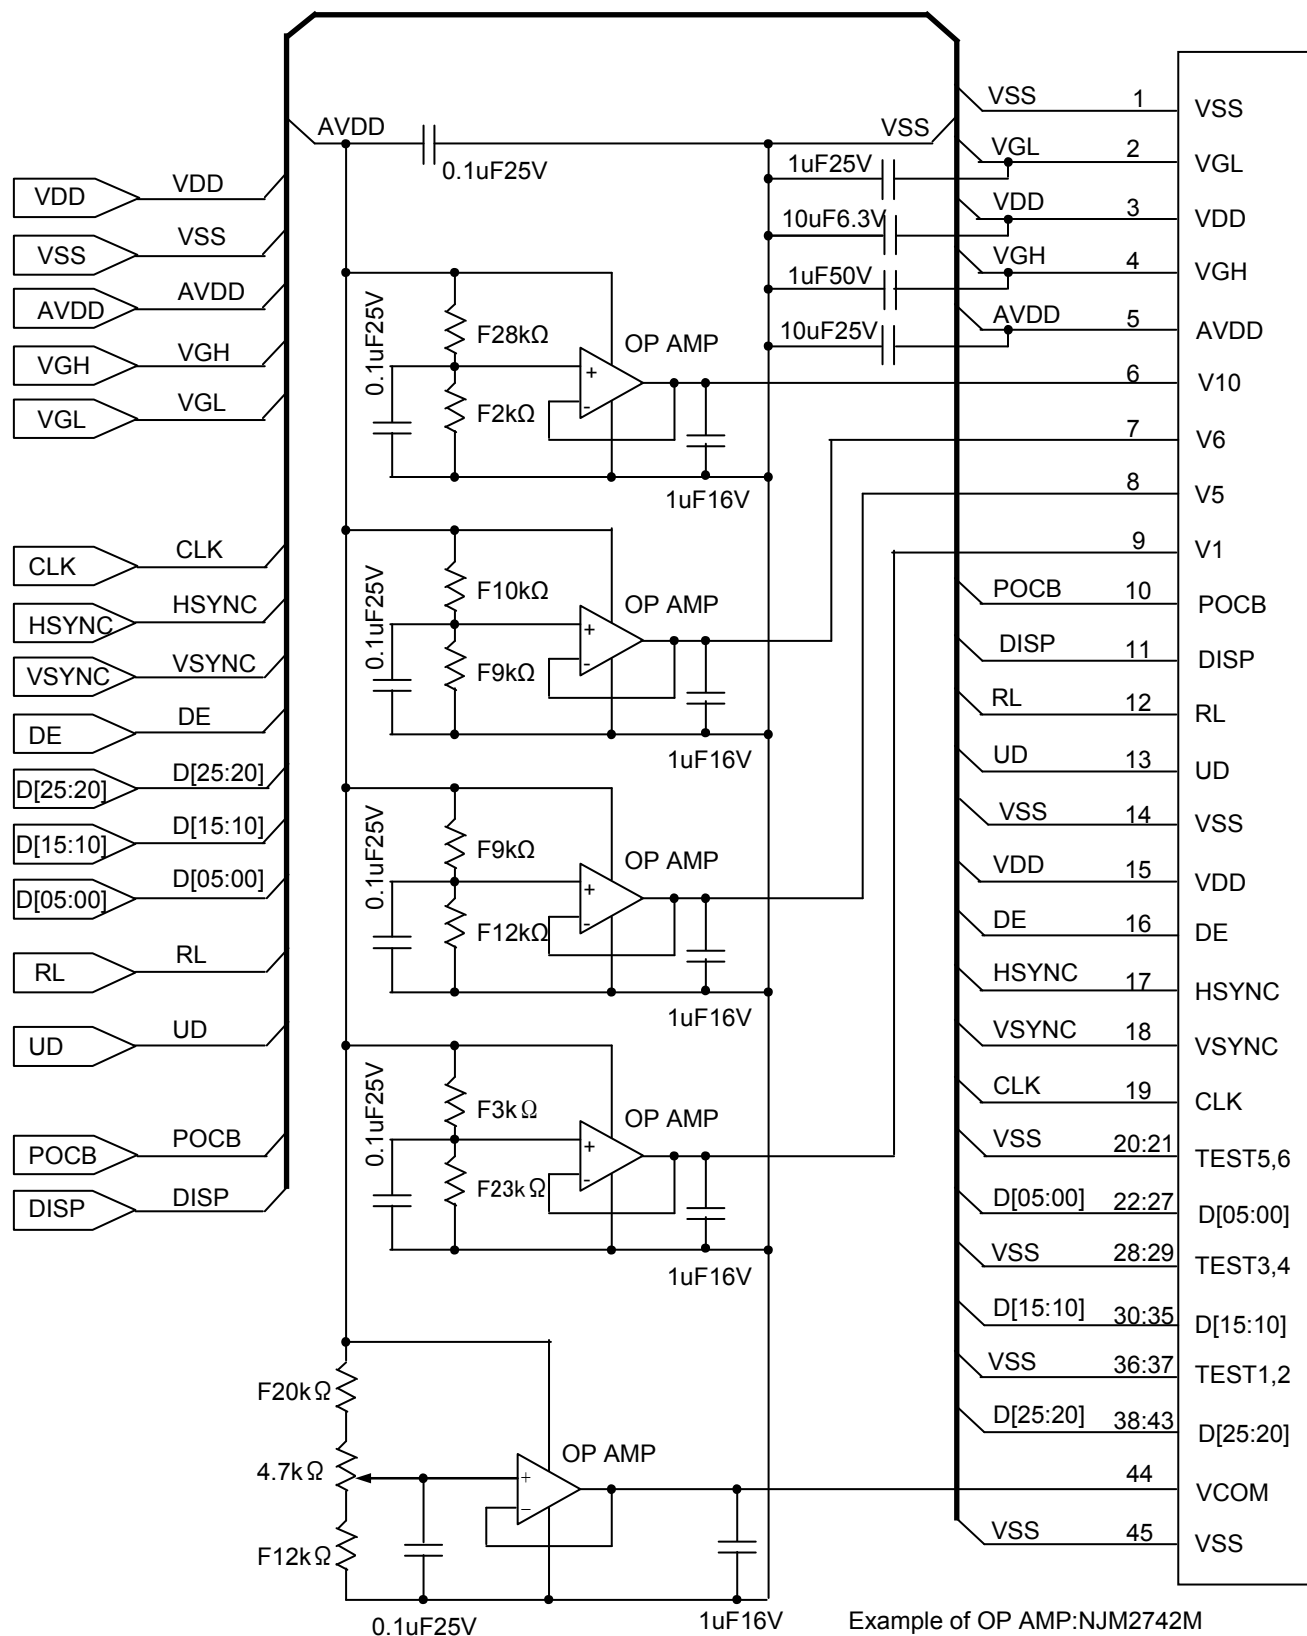 AVDD
0.1uF25V
VSS
VDD VDD
VSS VSS
AVDD AVDD
VGH VGH
VGL VGL
CLK CLK
HSYNC HSYNC
VSYNC VSYNC
DE DE
D[25:20] D[25:20]
D[15:10] D[15:10]
D[05:00] D[05:00]
RL RL
UD UD
POCB POCB
DISP DISP
1uF25V
10uF6.3V
1uF50V
10uF25V
0.1uF25V
F28kΩ
F2kΩ
OP AMP
+
-
1uF16V
0.1uF25V
F10kΩ
F9kΩ
OP AMP
+
-
1uF16V
0.1uF25V
F9kΩ
F12kΩ
OP AMP
+
-
1uF16V
0.1uF25V
F3kΩ
F23kΩ
OP AMP
+
-
1uF16V
F20kΩ
4.7kΩ
F12kΩ
OP AMP
+
−
0.1uF25V
1uF16V
VSS 1 VSS
VGL 2 VGL
VDD 3 VDD
VGH 4 VGH
AVDD 5 AVDD
6 V10
7 V6
8 V5
9 V1
POCB 10 POCB
DISP 11 DISP
RL 12 RL
UD 13 UD
VSS 14 VSS
VDD 15 VDD
DE 16 DE
HSYNC 17 HSYNC
VSYNC 18 VSYNC
CLK 19 CLK
VSS 20:21 TEST5,6
D[05:00] 22:27 D[05:00]
VSS 28:29 TEST3,4
D[15:10] 30:35 D[15:10]
VSS 36:37 TEST1,2
D[25:20] 38:43 D[25:20]
44 VCOM
VSS 45 VSS
Example of OP AMP:NJM2742M